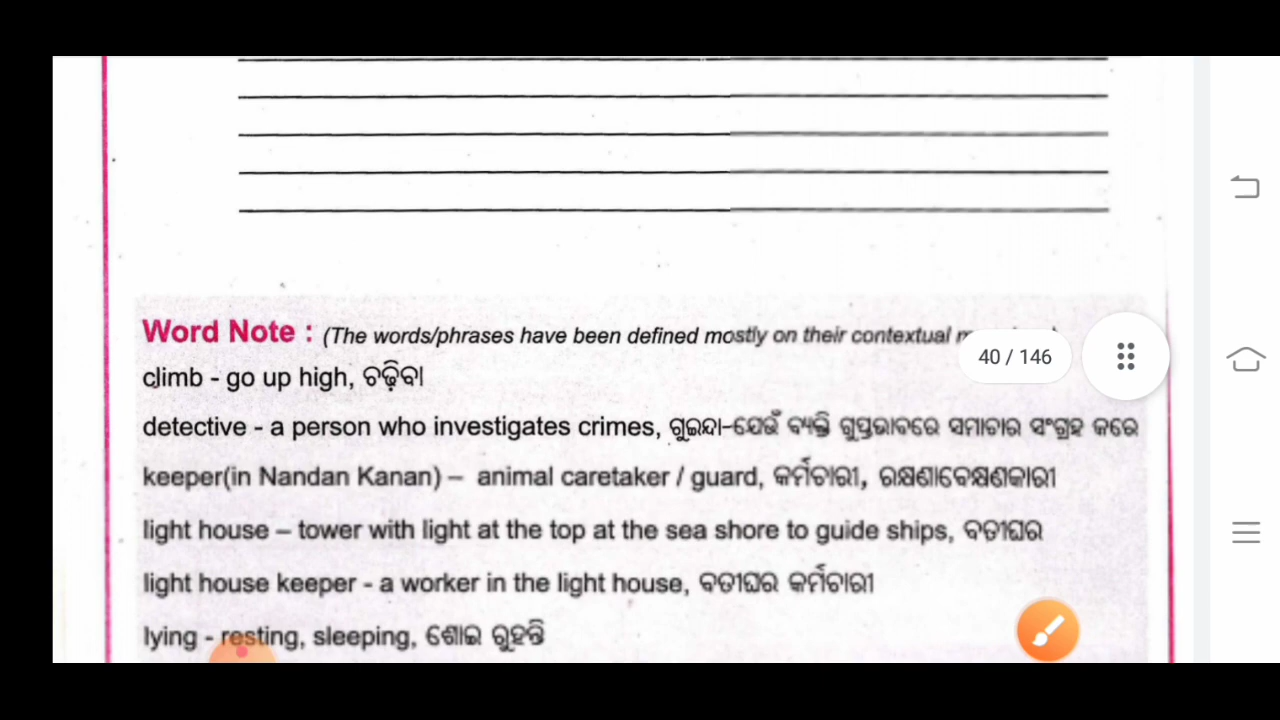 Word Note : (The words/phrases have been defined mostly on their contextual
40 / 146
climb - go up high, ଚଢ଼ିବା
detective - a person who investigates crimes, ଗୁଇନ୍ଦା-ଯେଉଁ ବ୍ୟକ୍ତି ଗୁପ୍ତଭାବରେ ସମାଚାର ସଂଗ୍ରହ କରେ
keeper(in Nandan Kanan) – animal caretaker / guard, କର୍ମଚାରୀ, ରକ୍ଷଣାବେକ୍ଷଣକାରୀ
light house – tower with light at the top at the sea shore to guide ships, ବତୀଘର
light house keeper - a worker in the light house, ବତୀଘର କର୍ମଚାରୀ
lying - resting, sleeping, ଶୋଇ ରୁହନ୍ତି